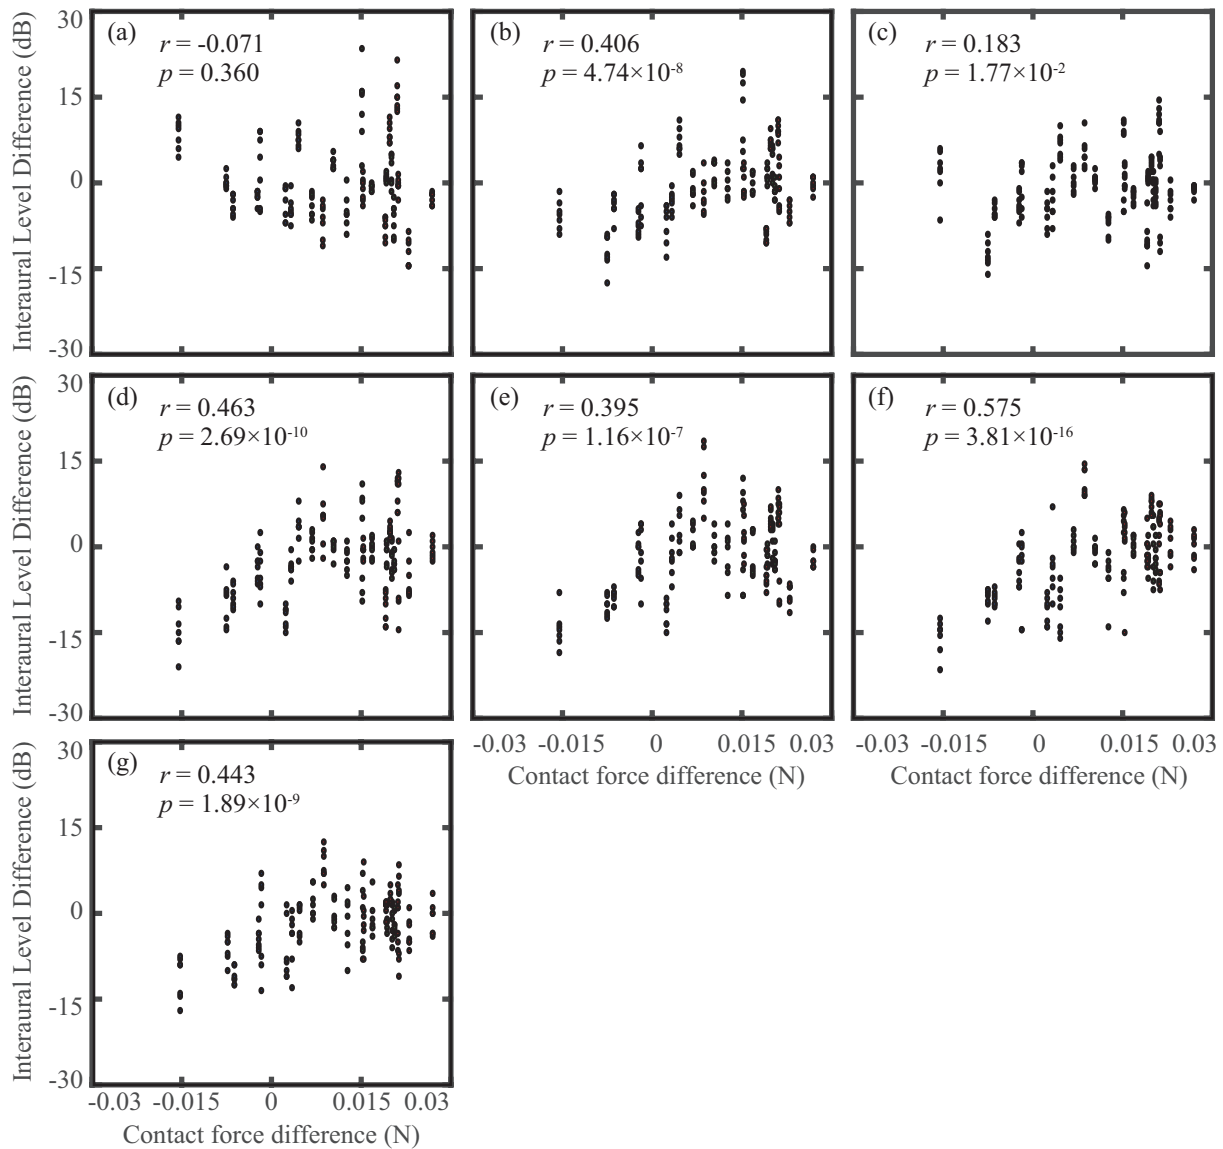 Interaural Level Difference (dB)
30
15
0
-15
-30
(a)
r = -0.071
p = 0.360
(b)
r = 0.406
p = 4.74×10-8
(c)
r = 0.183
p = 1.77×10-2
Interaural Level Difference (dB)
30
15
0
-15
-30
(d)
r = 0.463
p = 2.69×10-10
(e)
r = 0.395
p = 1.16×10-7
(f)
r = 0.575
p = 3.81×10-16
-0.03 -0.015 0 0.015 0.03
Contact force difference (N)
-0.03 -0.015 0 0.015 0.03
Contact force difference (N)
Interaural Level Difference (dB)
30
15
0
-15
-30
(g)
r = 0.443
p = 1.89×10-9
-0.03 -0.015 0 0.015 0.03
Contact force difference (N)